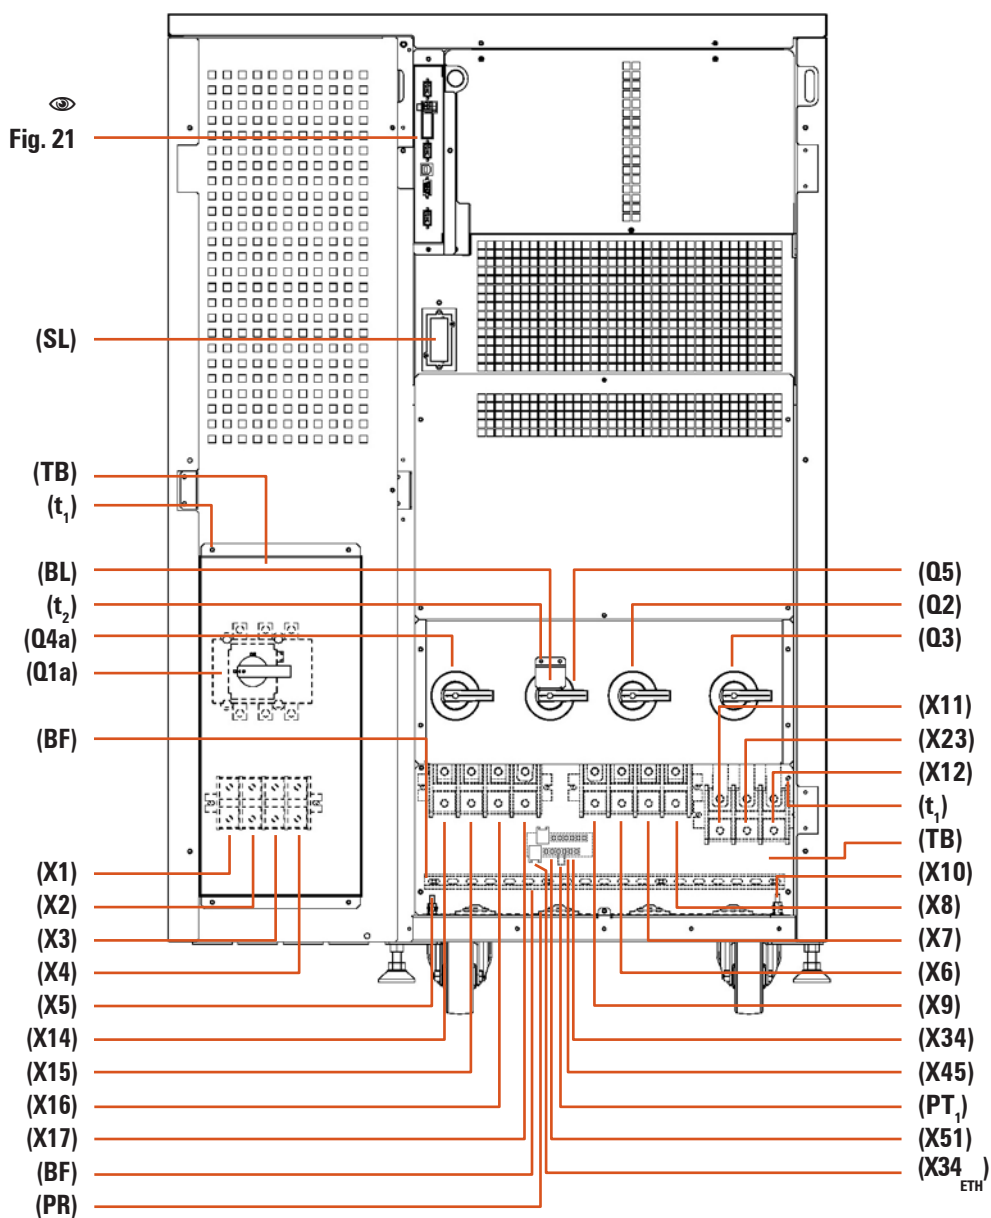 Fig. 21
(SL)
(TB)
(t₁)
(BL)
(t₂)
(Q4a)
(Q1a)
(BF)
(X1)
(X2)
(X3)
(X4)
(X5)
(X14)
(X15)
(X16)
(X17)
(BF)
(PR)
(Q5)
(Q2)
(Q3)
(X11)
(X23)
(X12)
(t₁)
(TB)
(X10)
(X8)
(X7)
(X6)
(X9)
(X34)
(X45)
(PT₁)
(X51)
(X34 ETH)